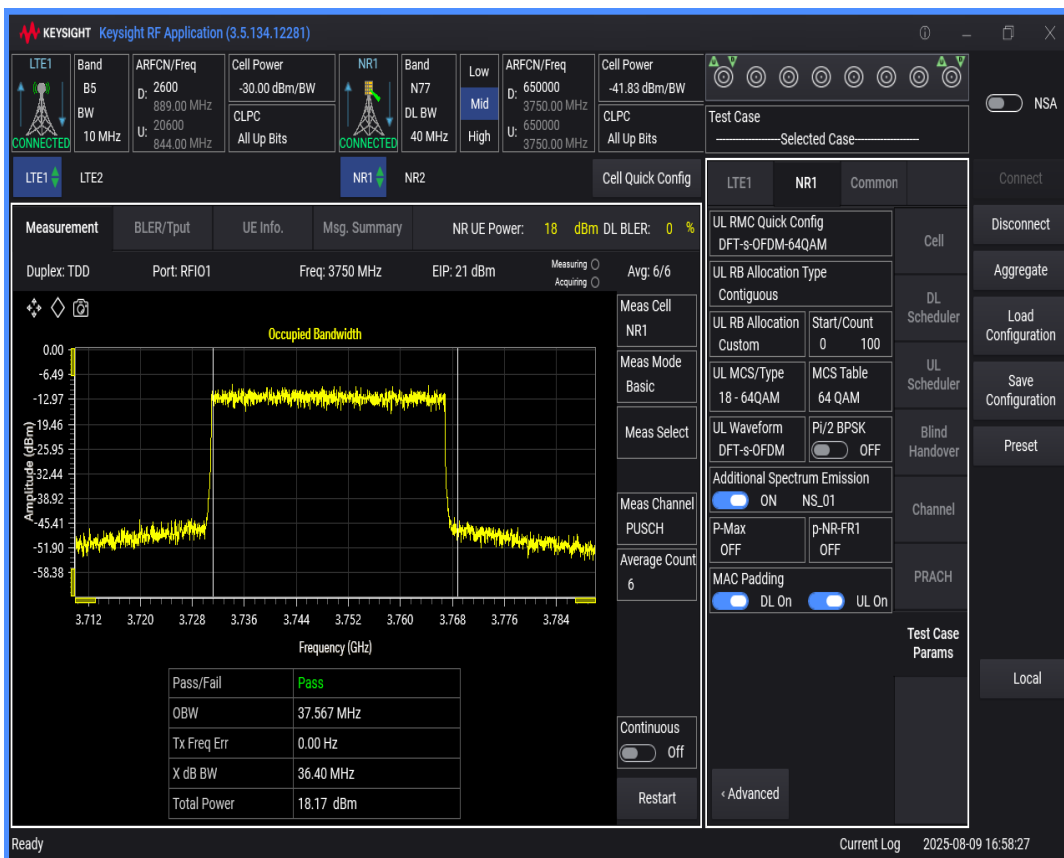 KEYSIGHT Keysight RF Application (3.5.134.12281)
LTE1
CONNECTED
Band
B5
BW
10 MHz
ARFCN/Freq
D: 2600
889.00 MHz
U: 20600
844.00 MHz
Cell Power
-30.00 dBm/BW
CLPC
All Up Bits
NR1
CONNECTED
Band
N77
DL BW
40 MHz
Low
Mid
High
ARFCN/Freq
D: 650000
3750.00 MHz
U: 650000
3750.00 MHz
Cell Power
-41.83 dBm/BW
CLPC
All Up Bits
Test Case
----------------Selected Case----------------
NSA
LTE1 LTE2
NR1 NR2
Cell Quick Config
Measurement BLER/Tput UE Info. Msg. Summary NR UE Power: 18 dBm DL BLER: 0 %
Duplex: TDD Port: RFIO1 Freq: 3750 MHz EIP: 21 dBm Measuring Avg: 6/6
Acquiring
Occupied Bandwidth
Amplitude (dBm)
0.00
-6.49
-12.97
-19.46
-25.95
-32.44
-38.92
-45.41
-51.90
-58.38
3.712 3.720 3.728 3.736 3.744 3.752 3.760 3.768 3.776 3.784
Frequency (GHz)
Pass/Fail Pass
OBW 37.567 MHz
Tx Freq Err 0.00 Hz
X dB BW 36.40 MHz
Total Power 18.17 dBm
Meas Cell
NR1
Meas Mode
Basic
Meas Select
Meas Channel
PUSCH
Average Count
6
Continuous
Off
Restart
LTE1 NR1 Common
UL RMC Quick Config
DFT-s-OFDM-64QAM
UL RB Allocation Type
Contiguous
UL RB Allocation
Custom
Start/Count
0 100
UL MCS/Type
18 - 64QAM
MCS Table
64 QAM
UL Waveform
DFT-s-OFDM
Pi/2 BPSK
OFF
Additional Spectrum Emission
ON NS_01
P-Max
OFF
p-NR-FR1
OFF
MAC Padding
DL On UL On
‹ Advanced
Cell
DL
Scheduler
UL
Scheduler
Blind
Handover
Channel
PRACH
Test Case
Params
Connect
Disconnect
Aggregate
Load
Configuration
Save
Configuration
Preset
Local
Ready
Current Log 2025-08-09 16:58:27